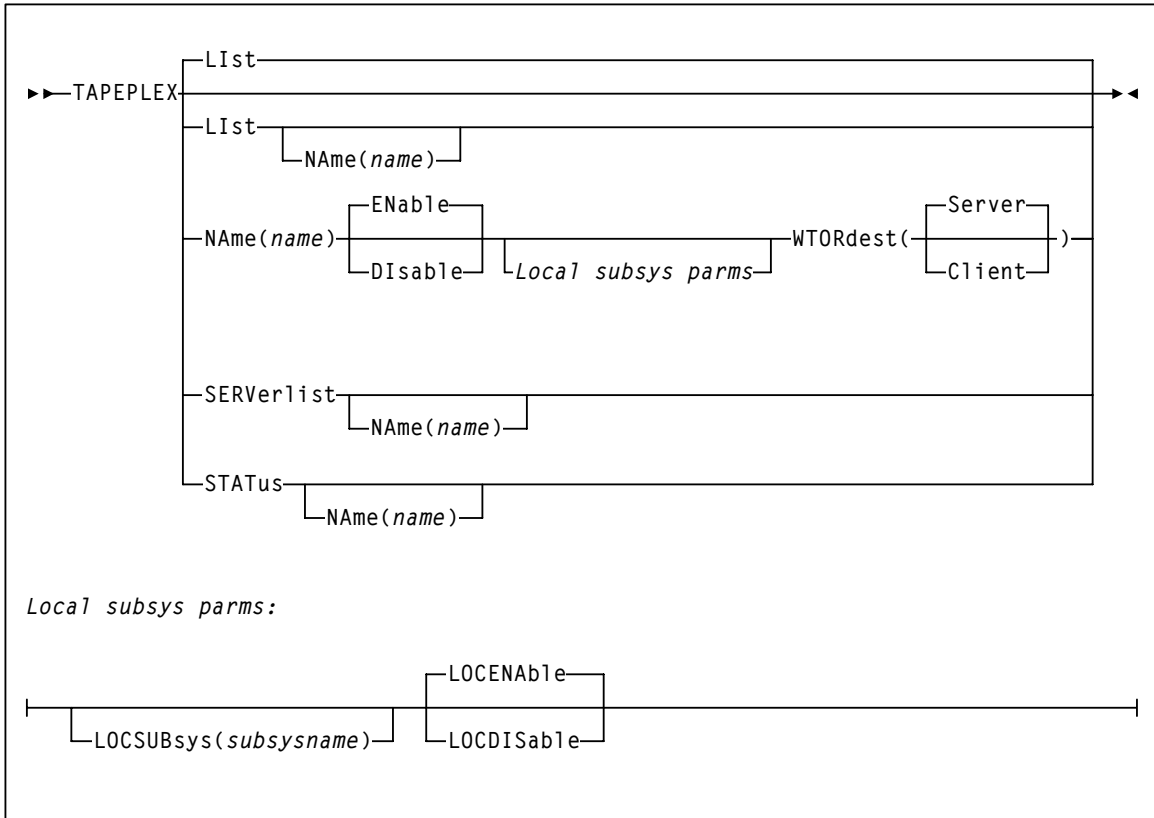 LIst
TAPEPLEX
LIst
NAme(name)
ENable Server
NAme(name) WTORdest( )
DIsable Client
Local subsys parms
SERVerlist
NAme(name)
STATus
NAme(name)
Local subsys parms:
LOCENAble
LOCSUBsys(subsysname) LOCDISable